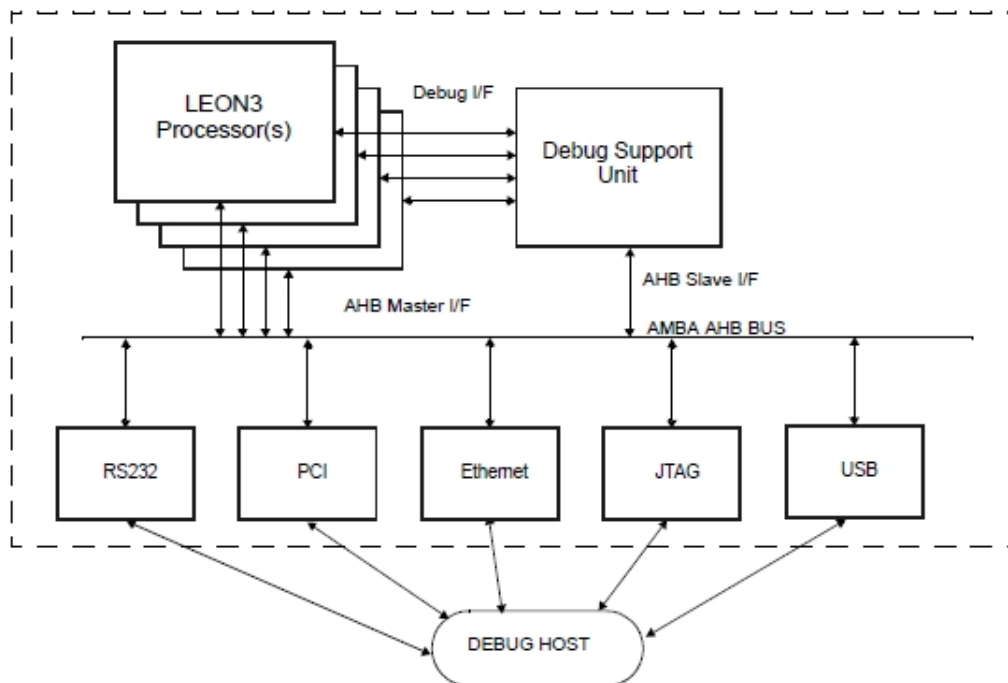 LEON3
Processor(s)
Debug I/F
Debug Support
Unit
AHB Slave I/F
AHB Master I/F
AMBA AHB BUS
RS232
PCI
Ethernet
JTAG
USB
DEBUG HOST